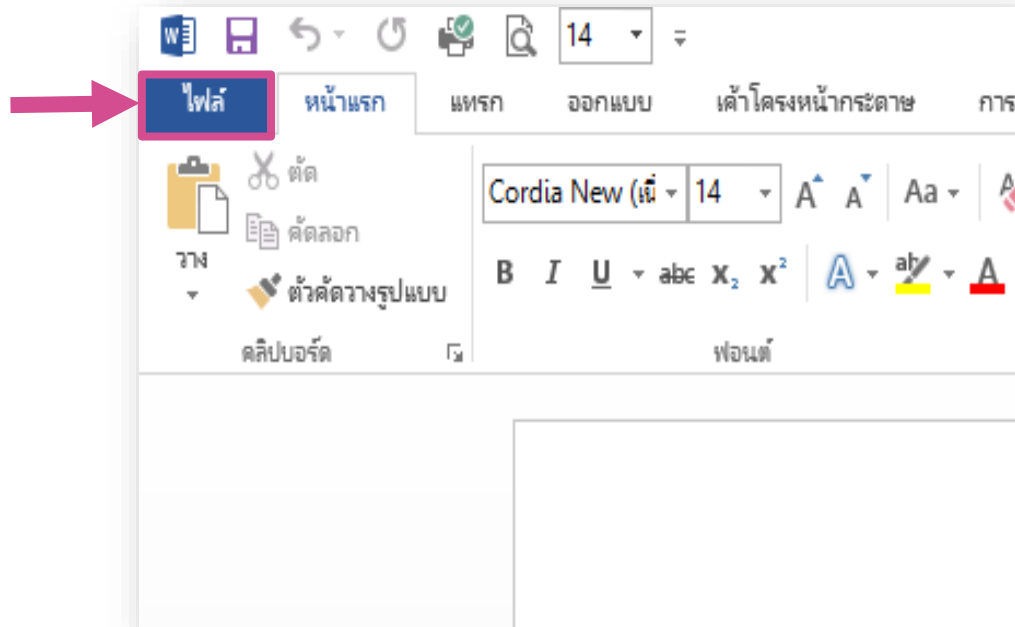 14
ไฟล์ หน้าแรก แทรก ออกแบบ เค้าโครงหน้ากระดาษ การ
ตัด
Cordia New (เนื้ 14 Aa
คัดลอก
วาง
B I U abc X₂ X² A ab A
ตัวคัดวางรูปแบบ
คลิปบอร์ด ฟอนต์